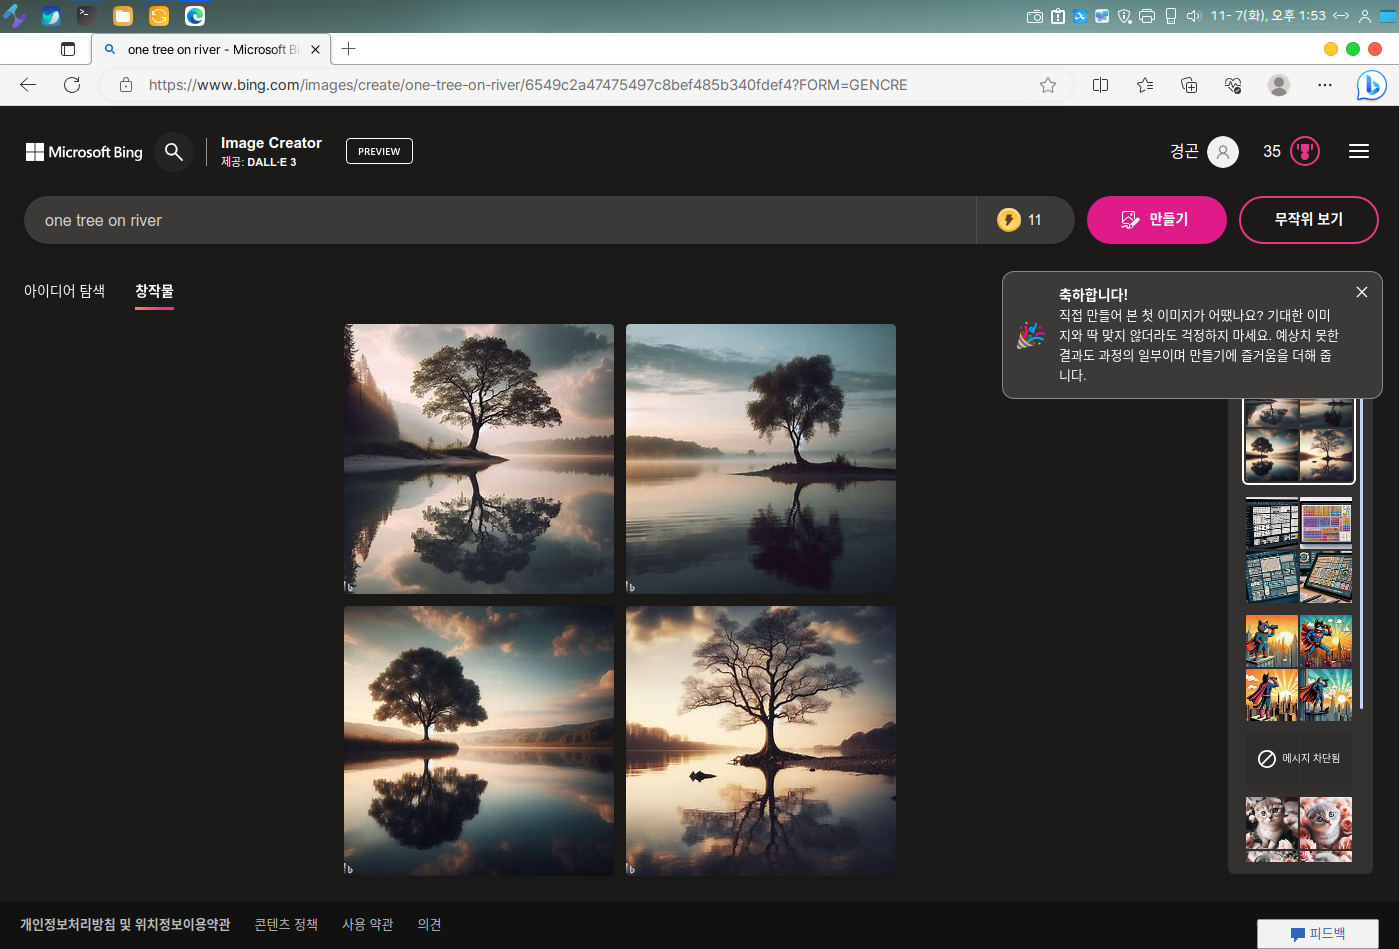 11- 7(화), 오후 1:53
one tree on river - Microsoft Bi
https://www.bing.com/images/create/one-tree-on-river/6549c2a47475497c8bef485b340fdef4?FORM=GENCRE
Microsoft Bing
Image Creator
제공: DALL·E 3
PREVIEW
경곤
35
one tree on river
11
만들기
무작위 보기
아이디어 탐색
창작물
축하합니다!
직접 만들어 본 첫 이미지가 어땠나요? 기대한 이미
지와 딱 맞지 않더라도 걱정하지 마세요. 예상치 못한
결과도 과정의 일부이며 만들기에 즐거움을 더해 줍
니다.
메시지 차단됨
개인정보처리방침 및 위치정보이용약관
콘텐츠 정책
사용 약관
의견
피드백